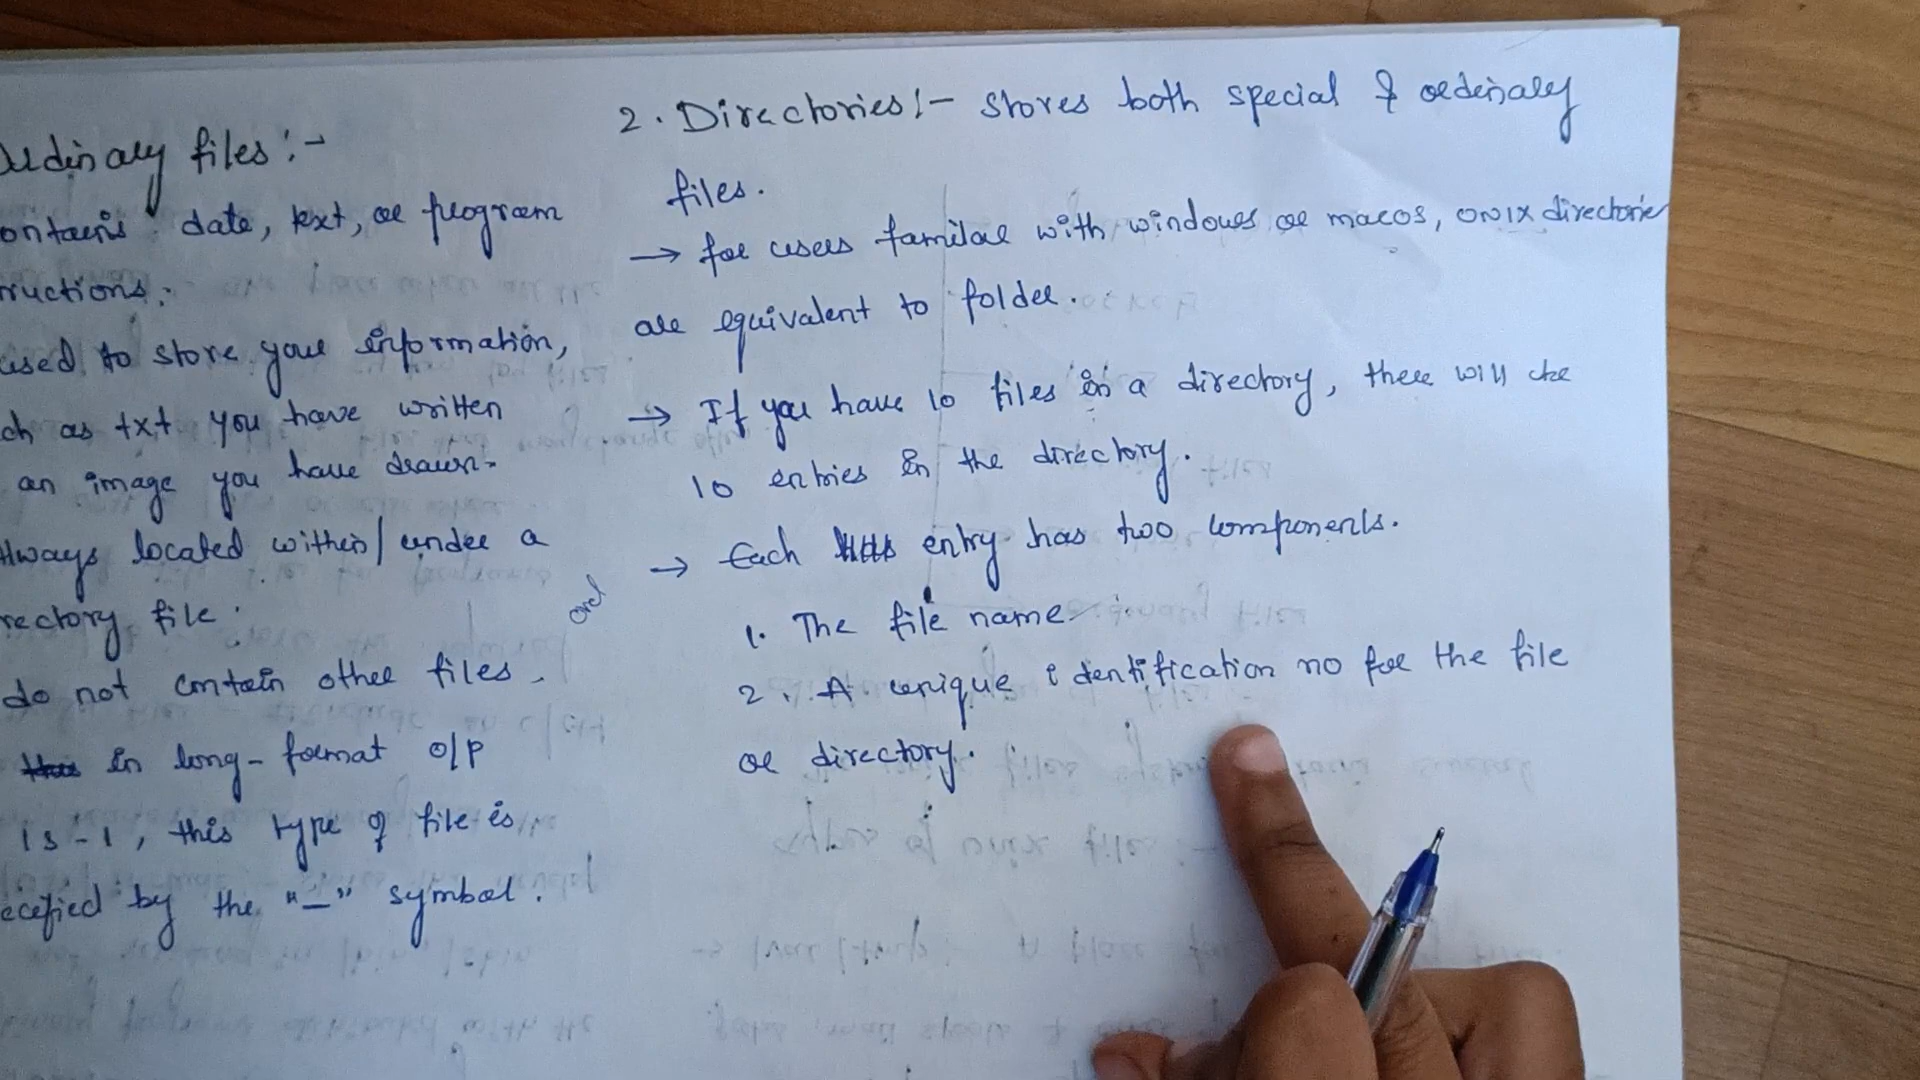 ordinary files :-
ontains date, text, or program
ructions.
used to store your information,
ch as txt you have written
an image you have drawn.
lways located within/under a
rectory file.
do not contain other files.
in long-format o/p
ls-l, this type of file is
ecified by the "-" symbol.
2. Directories :- stores both special & ordinary
files.
→ for users familar with windows or macos, UNIX directories
are equivalent to folder.
→ If you have 10 files in a directory, there will be
10 entries in the directory.
→ Each entry has two components.
1. The file name
2. A unique identification no for the file
or directory.